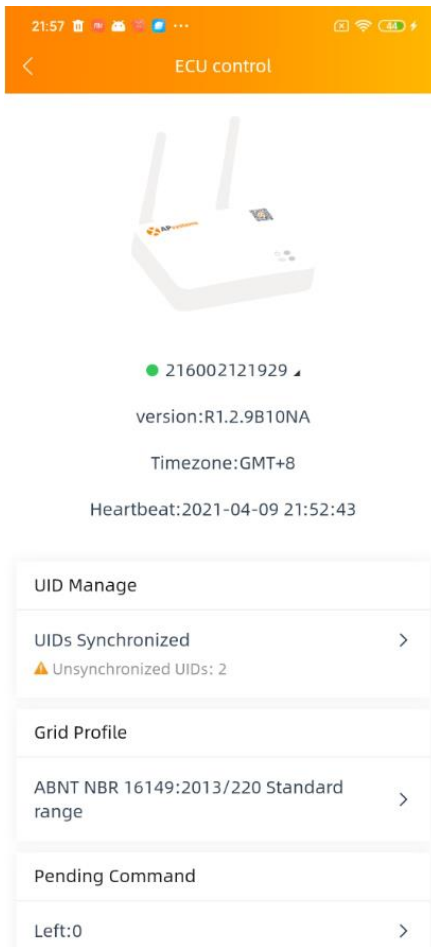 21:57
44
ECU control
APsystems
216002121929
version:R1.2.9B10NA
Timezone:GMT+8
Heartbeat:2021-04-09 21:52:43
UID Manage
UIDs Synchronized
Unsynchronized UIDs: 2
Grid Profile
ABNT NBR 16149:2013/220 Standard
range
Pending Command
Left:0